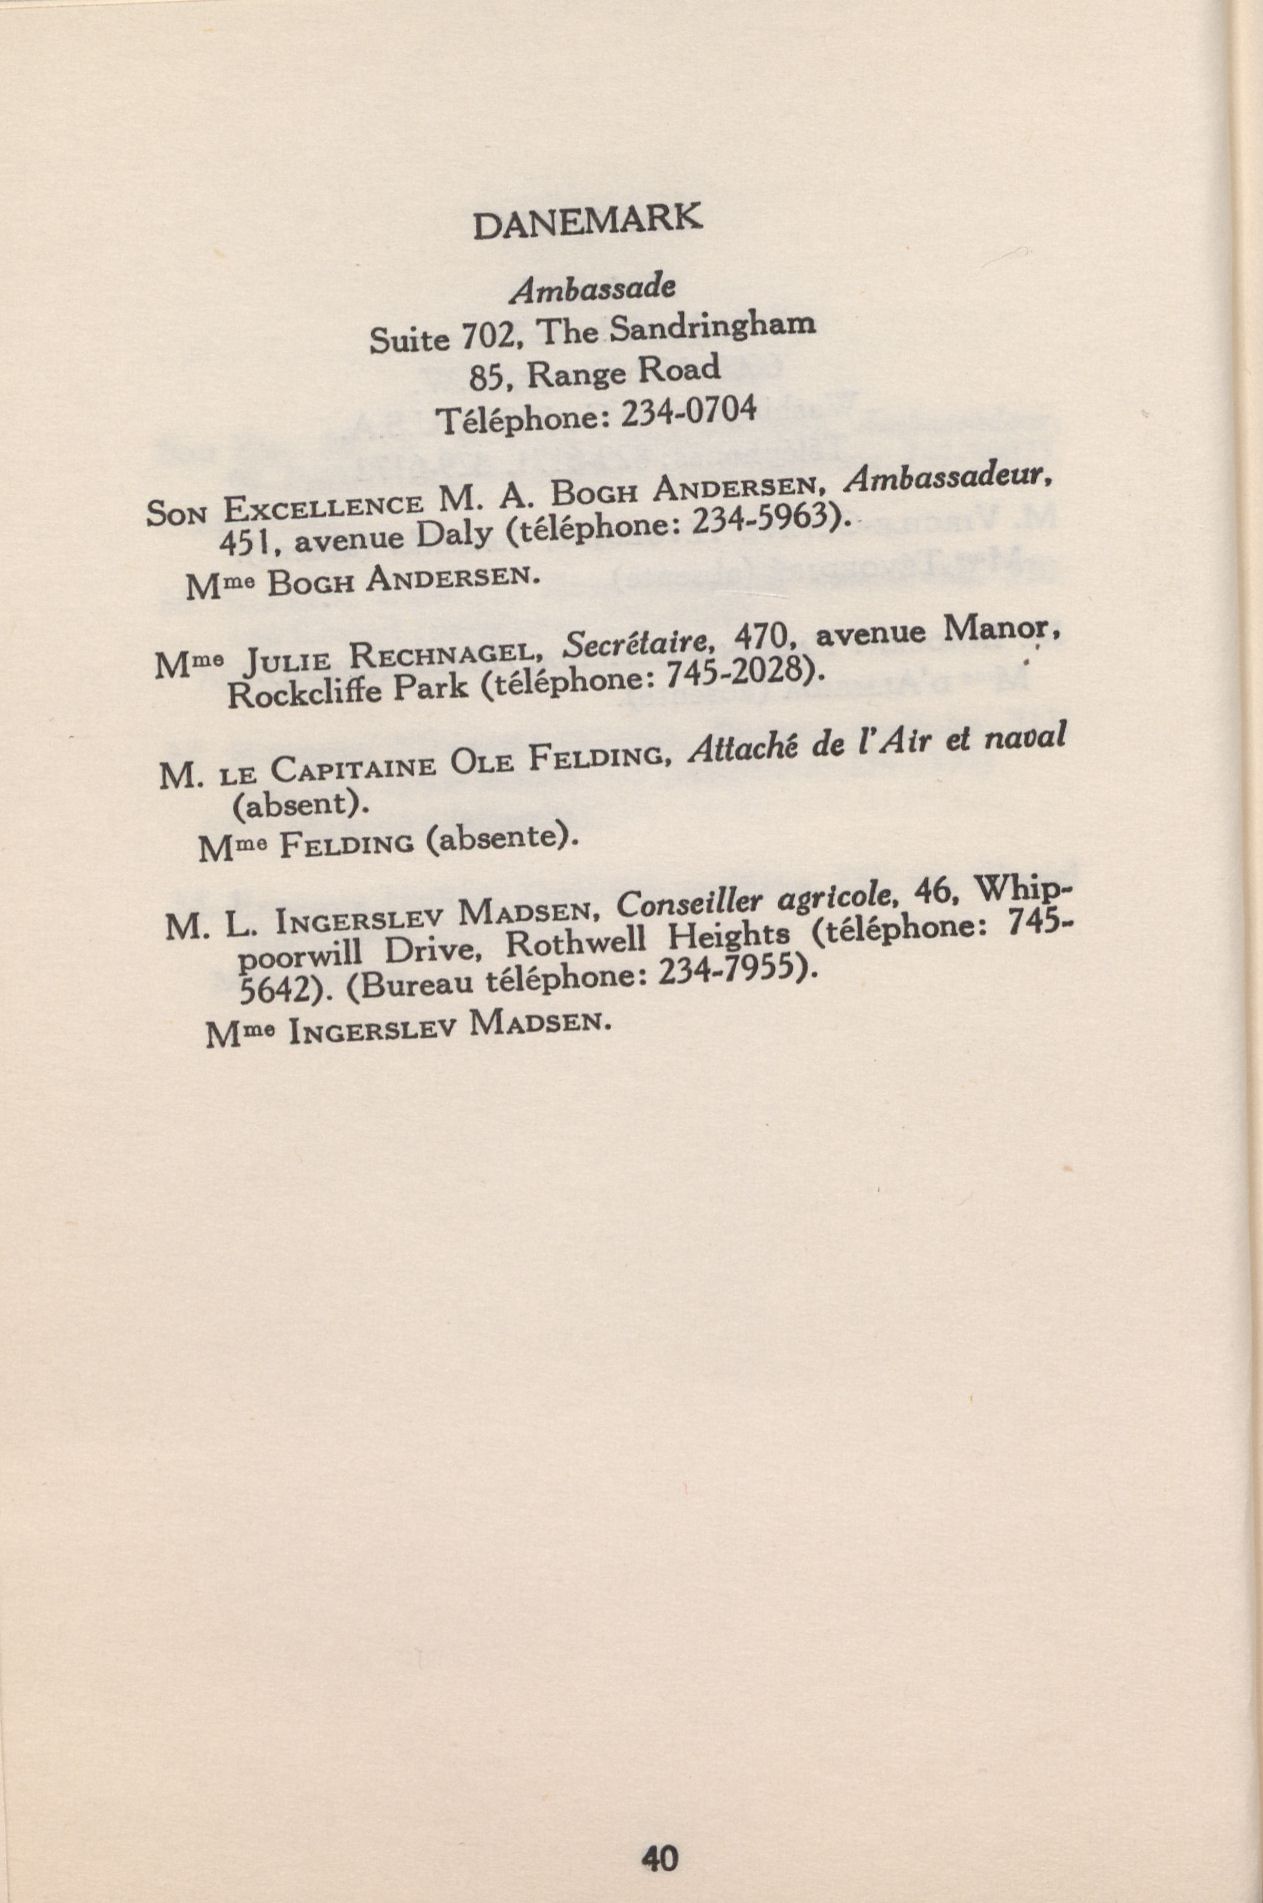 DANEMARK
Ambassade
Suite 702, The Sandringham
85, Range Road
Téléphone: 234-0704
SON EXCELLENCE M. A. BOGH ANDERSEN, Ambassadeur,
451, avenue Daly (téléphone: 234-5963).
Mme BOGH ANDERSEN.
Mme JULIE RECHNAGEL, Secrétaire, 470, avenue Manor,
Rockcliffe Park (téléphone: 745-2028).
M. LE CAPITAINE OLE FELDING, Attaché de l'Air et naval
(absent).
Mme FELDING (absente).
M. L. INGERSLEV MADSEN, Conseiller agricole, 46, Whip-
poorwill Drive, Rothwell Heights (téléphone: 745-
5642). (Bureau téléphone: 234-7955).
Mme INGERSLEV MADSEN.
40